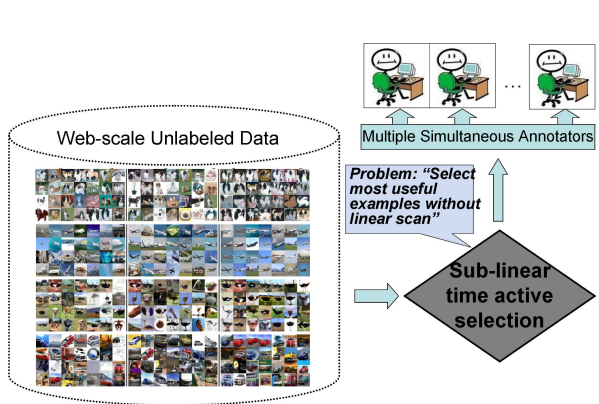 Web-scale Unlabeled Data
...
Multiple Simultaneous Annotators
Problem: “Select
most useful
examples without
linear scan”
Sub-linear
time active
selection